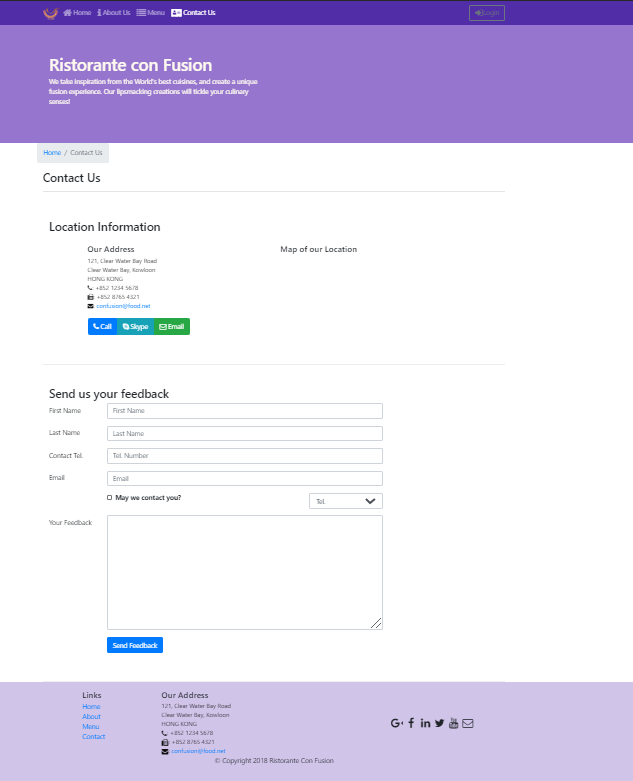 Home About Us Menu Contact Us Login
Ristorante con Fusion
We take inspiration from the World's best cuisines, and create a unique
fusion experience. Our lipsmacking creations will tickle your culinary
senses!
Home / Contact Us
Contact Us
Location Information
Our Address
121, Clear Water Bay Road
Clear Water Bay, Kowloon
HONG KONG
: +852 1234 5678
: +852 8765 4321
: confusion@food.net
Call Skype Email
Map of our Location
Send us your feedback
First Name First Name
Last Name Last Name
Contact Tel. Tel. Number
Email Email
May we contact you? Tel.
Your Feedback
Send Feedback
Links
Home
About
Menu
Contact
Our Address
121, Clear Water Bay Road
Clear Water Bay, Kowloon
HONG KONG
: +852 1234 5678
: +852 8765 4321
: confusion@food.net
© Copyright 2018 Ristorante Con Fusion